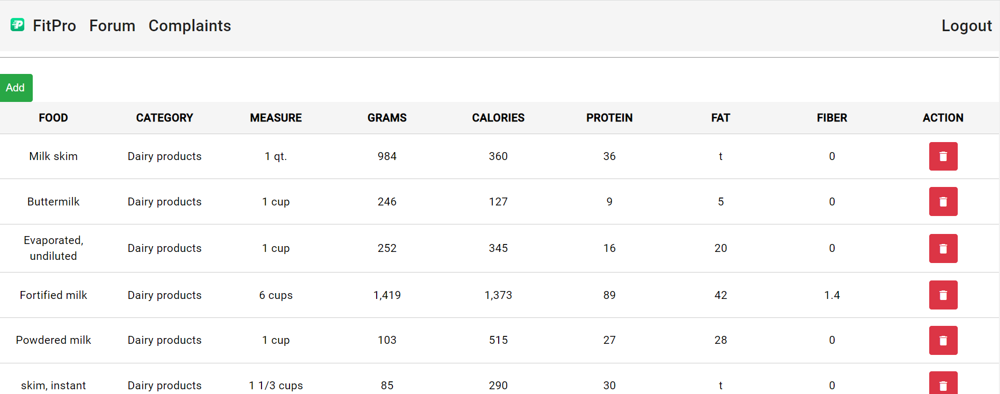 FitPro Forum Complaints Logout
Add
FOOD CATEGORY MEASURE GRAMS CALORIES PROTEIN FAT FIBER ACTION
Milk skim Dairy products 1 qt. 984 360 36 t 0
Buttermilk Dairy products 1 cup 246 127 9 5 0
Evaporated,
undiluted Dairy products 1 cup 252 345 16 20 0
Fortified milk Dairy products 6 cups 1,419 1,373 89 42 1.4
Powdered milk Dairy products 1 cup 103 515 27 28 0
skim, instant Dairy products 1 1/3 cups 85 290 30 t 0